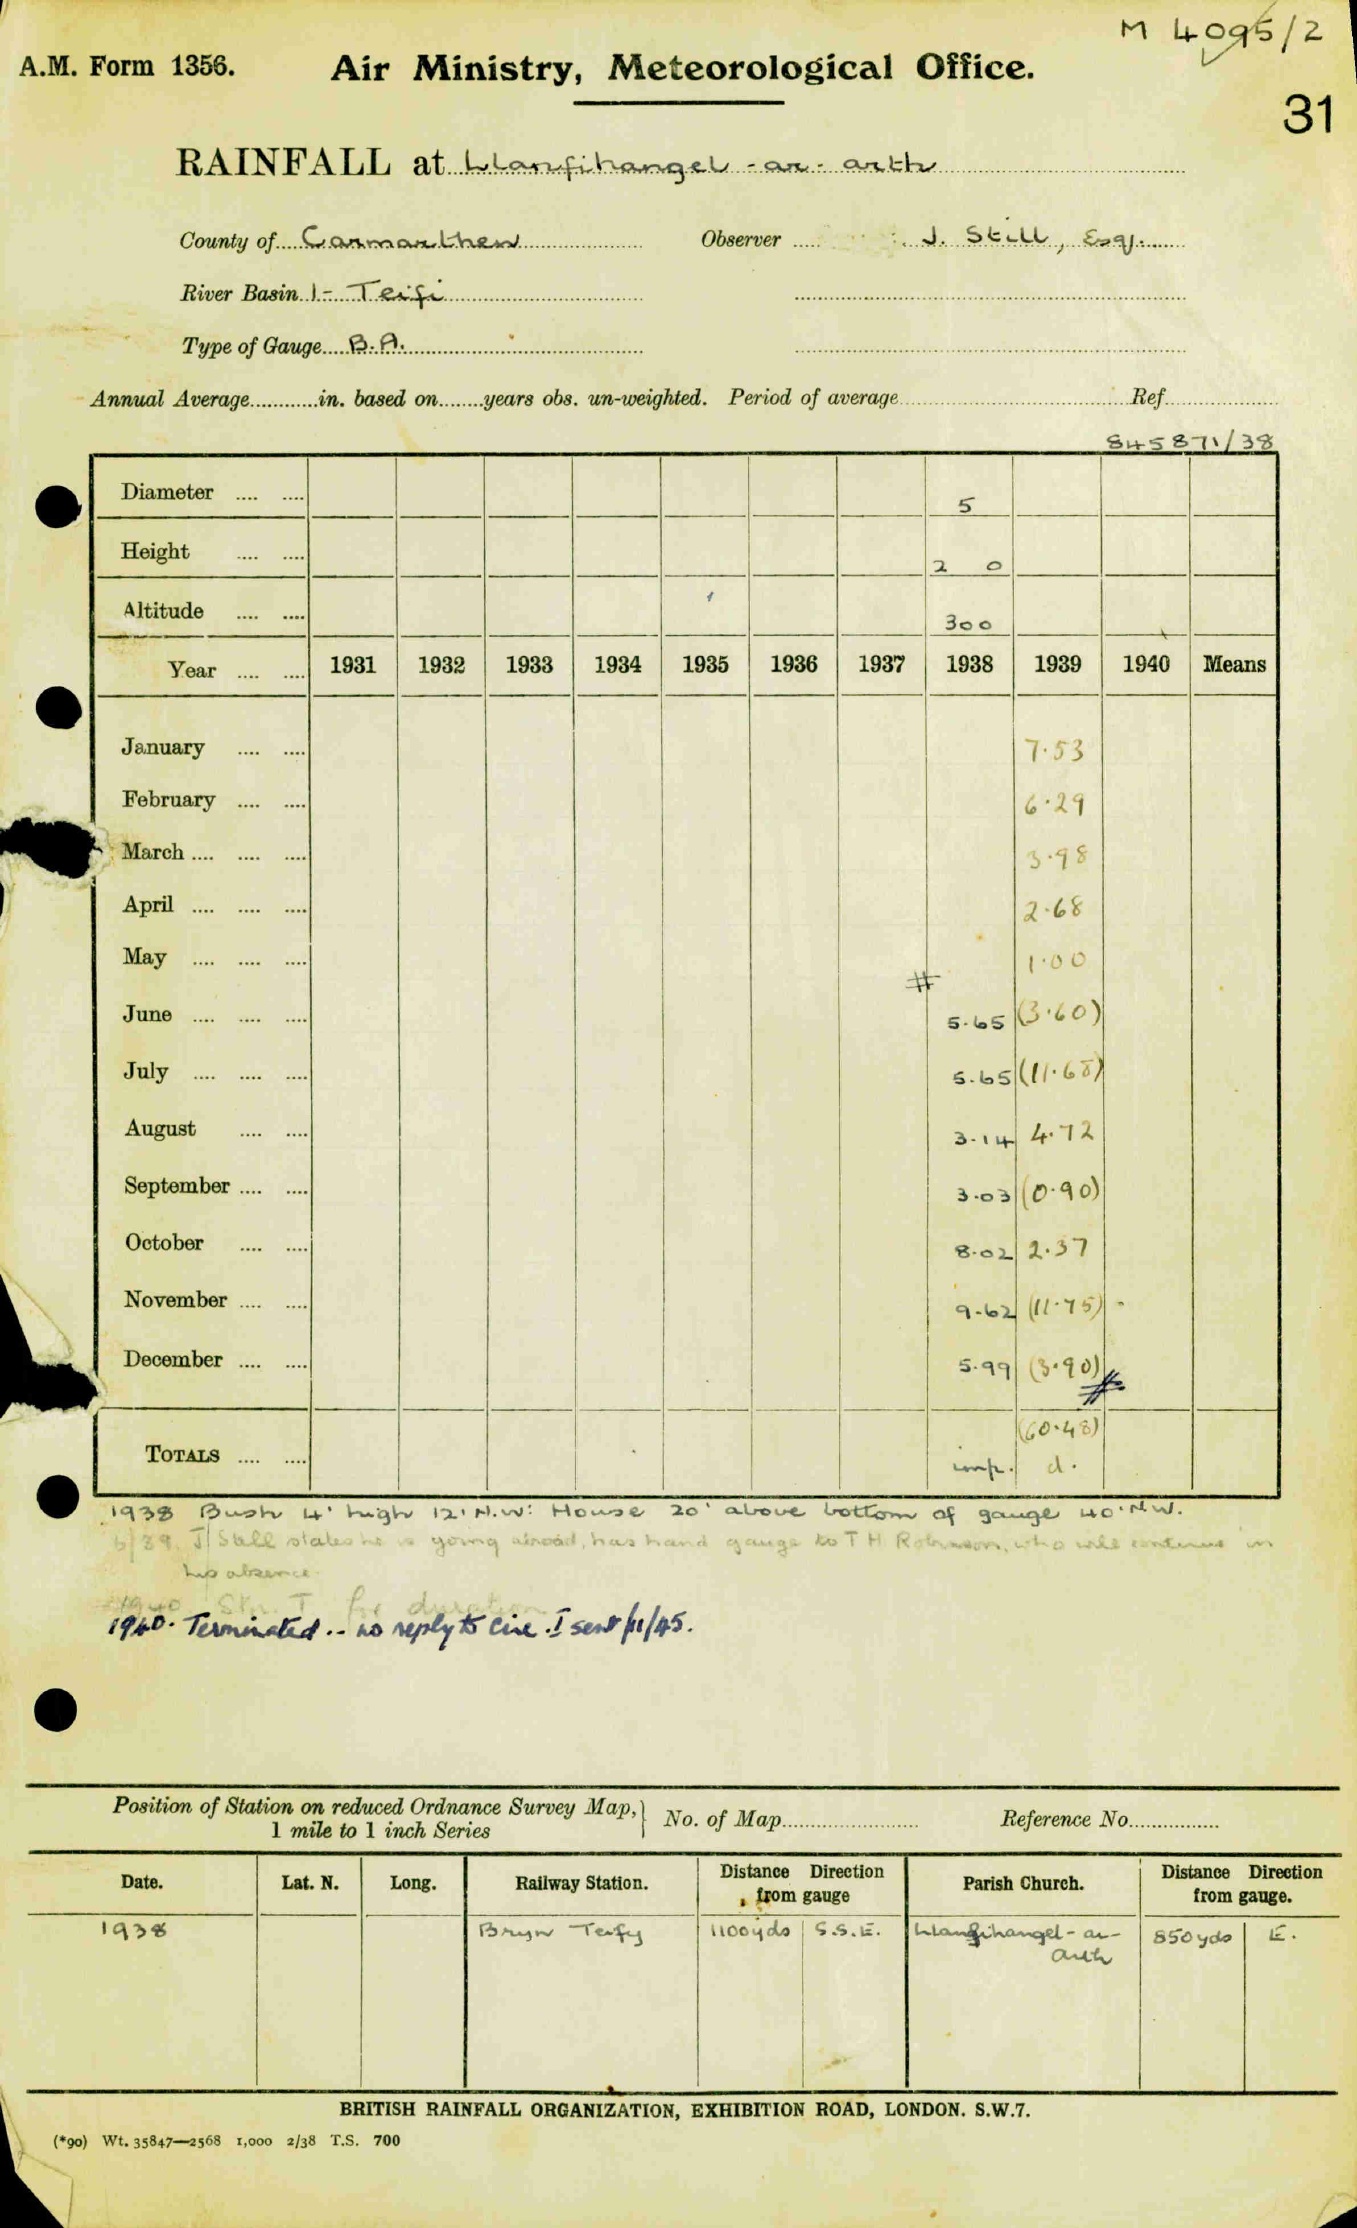 M 4095/2
A.M. Form 1356. Air Ministry, Meteorological Office.
31
RAINFALL at Llanfihangel-ar-arth
County of Carmarthen Observer J. Still, Esq.
River Basin 1- Teifi
Type of Gauge B.A.
Annual Average in. based on years obs. un-weighted. Period of average Ref
845871/38
Diameter 5
Height 2 0
Altitude 300
Year 1931 1932 1933 1934 1935 1936 1937 1938 1939 1940 Means
January 7.53
February 6.29
March 3.98
April 2.68
May 1.00
#
June 5.65 (3.60)
July 5.65 (11.68)
August 3.14 4.72
September 3.03 (0.90)
October 8.02 2.37
November 9.62 (11.75)
December 5.99 (3.90)
#
(60.48)
TOTALS imp. d.
1938 Bush 4' high 12' N.W: House 20' above bottom of gauge 40' N.W.
6/39. J Still states he is going abroad, has hand gauge to T H Robinson, who will continue in
his absence.
1940 for duration
1940. Terminated.. no reply to circ. I sent /11/45.
Position of Station on reduced Ordnance Survey Map, 1 mile to 1 inch Series } No. of Map Reference No.
Date. Lat. N. Long. Railway Station. Distance Direction from gauge Parish Church. Distance Direction from gauge.
1938 Bryn Teify 1100yds S.S.E. Llanfihangel-ar-arth 850yds E.
BRITISH RAINFALL ORGANIZATION, EXHIBITION ROAD, LONDON. S.W.7.
(*90) Wt. 35847—2568 1,000 2/38 T.S. 700